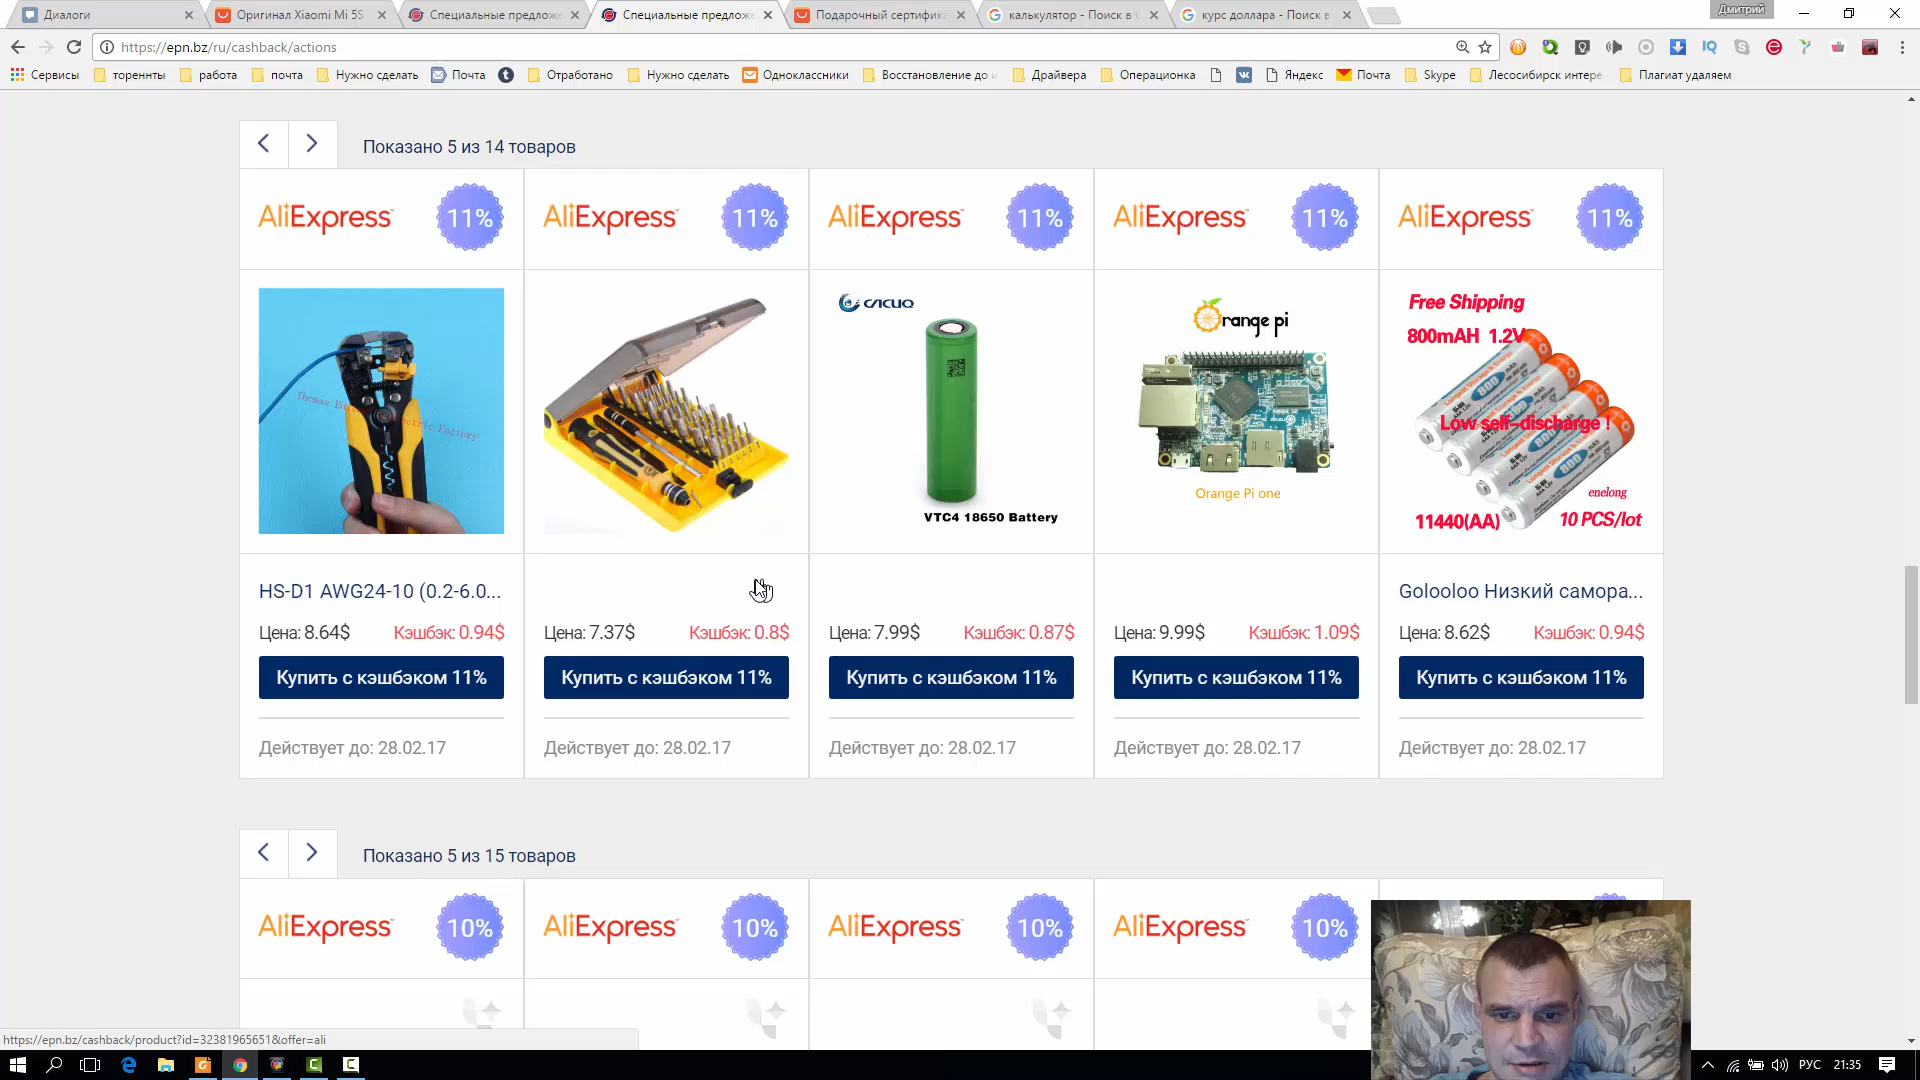 Диалоги
Оригинал Xiaomi Mi 5S
Специальные предложе
Специальные предложе
Подарочный сертифика
калькулятор - Поиск в
курс доллара - Поиск в
Дмитрий
https://epn.bz/ru/cashback/actions
Сервисы
тореннты
работа
почта
Нужно сделать
Почта
Отработано
Нужно сделать
Одноклассники
Восстановление до
Драйвера
Операционка
Яндекс
Почта
Skype
Лесосибирск интере
Плагиат удаляем
Показано 5 из 14 товаров
AliExpress 11%
AliExpress 11%
AliExpress 11%
AliExpress 11%
AliExpress 11%
CACUQ
VTC4 18650 Battery
range pi
Orange Pi one
Free Shipping
800mAH 1.2V
Low self-discharge !
enelong
11440(AA)
10 PCS/lot
HS-D1 AWG24-10 (0.2-6.0...
Golooloo Низкий самора...
Цена: 8.64$ Кэшбэк: 0.94$
Цена: 7.37$ Кэшбэк: 0.8$
Цена: 7.99$ Кэшбэк: 0.87$
Цена: 9.99$ Кэшбэк: 1.09$
Цена: 8.62$ Кэшбэк: 0.94$
Купить с кэшбэком 11%
Купить с кэшбэком 11%
Купить с кэшбэком 11%
Купить с кэшбэком 11%
Купить с кэшбэком 11%
Действует до: 28.02.17
Действует до: 28.02.17
Действует до: 28.02.17
Действует до: 28.02.17
Действует до: 28.02.17
Показано 5 из 15 товаров
AliExpress 10%
AliExpress 10%
AliExpress 10%
AliExpress 10%
https://epn.bz/cashback/product?id=32381965651&offer=ali
РУС
21:35